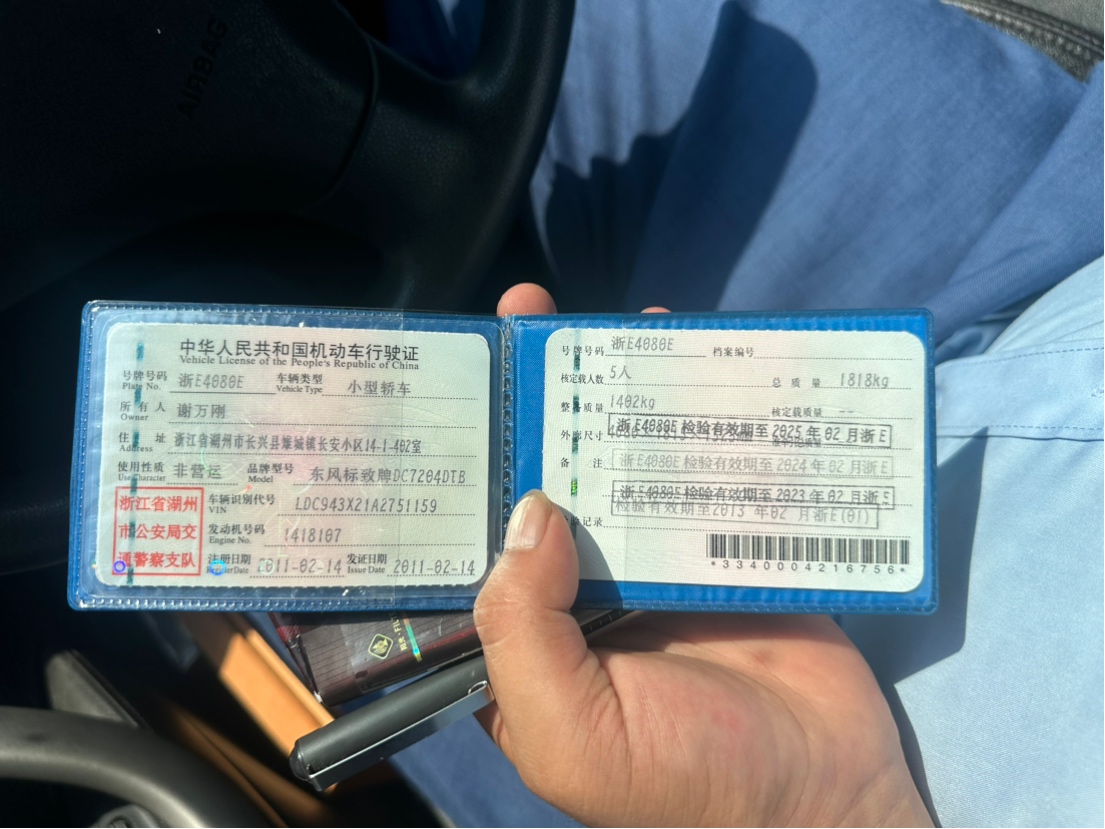 AIRBAG
中华人民共和国机动车行驶证
Vehicle License of the People's Republic of China
号牌号码 Plate No. 浙E4080E 车辆类型 Vehicle Type 小型轿车
所有人 Owner 谢万刚
住址 Address 浙江省湖州市长兴县雉城镇长安小区14-1-402室
使用性质 Use Character 非营运 品牌型号 Model 东风标致牌DC7204DTB
浙江省湖州市公安局交通警察支队
车辆识别代号 VIN LDC943X21A2751159
发动机号码 Engine No. 1418107
注册日期 Register Date 2011-02-14 发证日期 Issue Date 2011-02-14
号牌号码 浙E4080E 档案编号
核定载人数 5人 总质量 1818kg
整备质量 1402kg 核定载质量 --
外廓尺寸
浙E4080E 检验有效期至2025年02月浙E
备注 浙E4080E 检验有效期至2024年02月浙E
浙E4080E 检验有效期至2023年02月浙E
检验有效期至2013年02月浙E(01)
记录
*3340004216756*